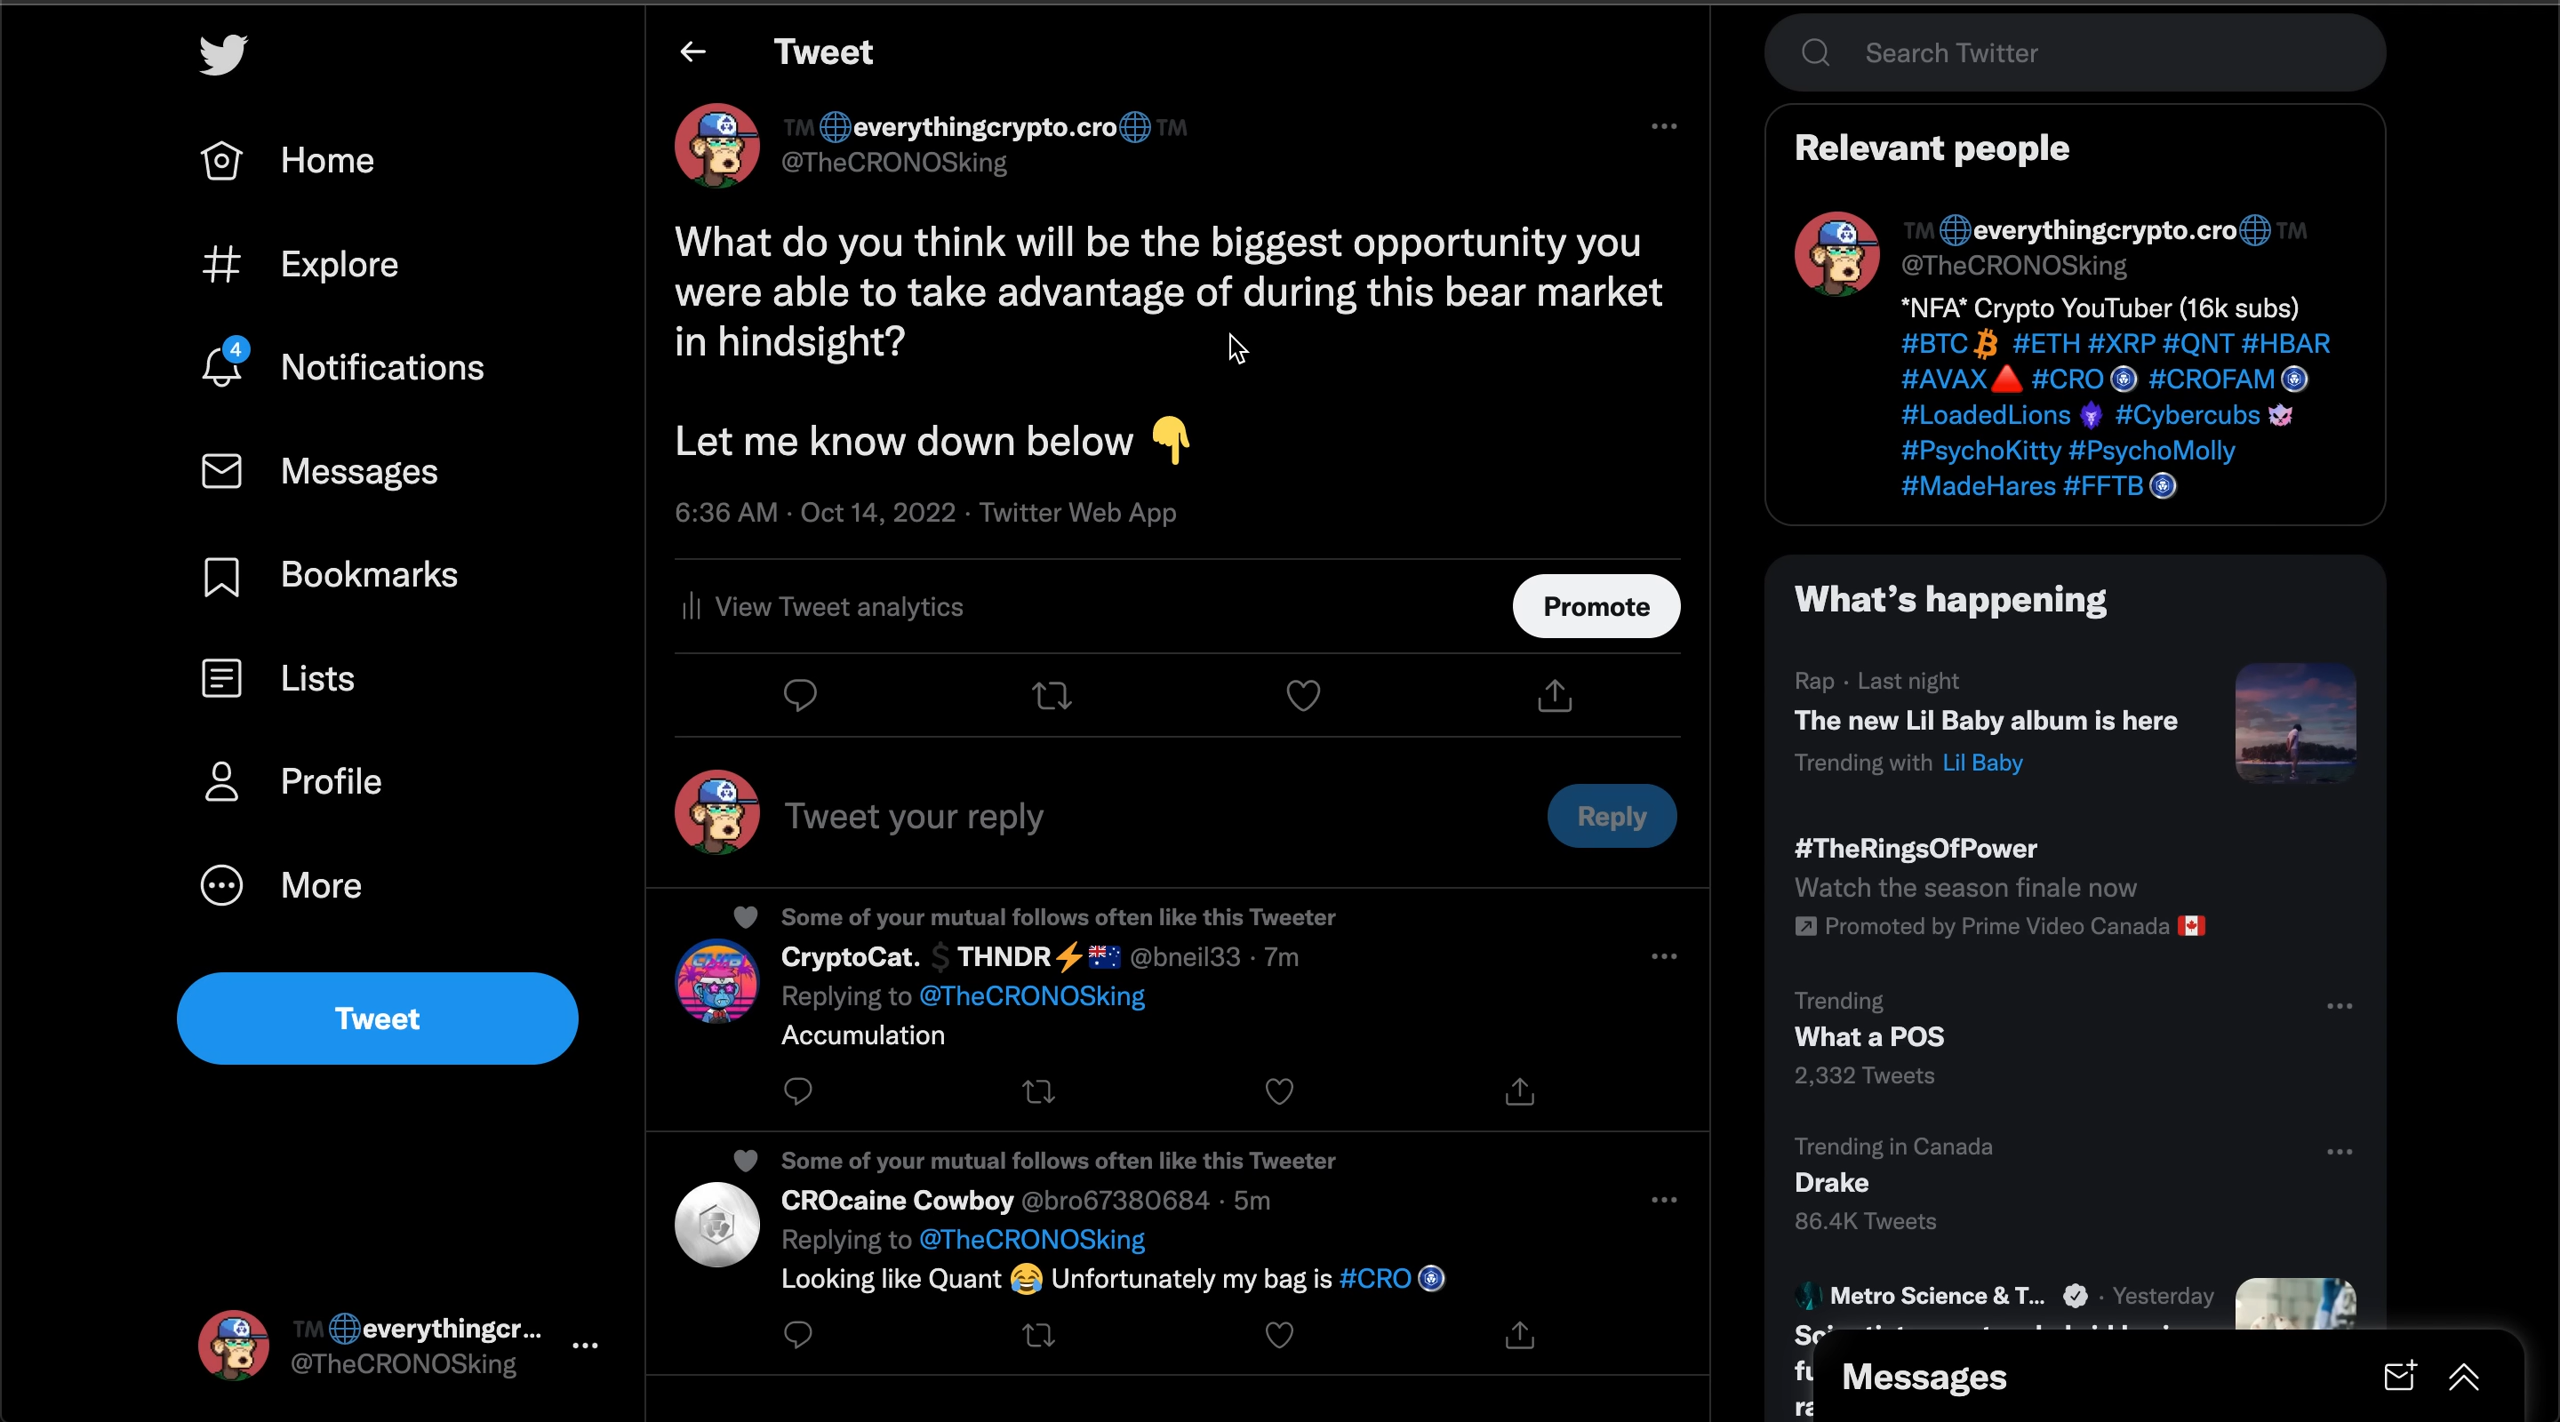 Home
Explore
4
Notifications
Messages
Bookmarks
Lists
Profile
More
Tweet
™🌐everythingcr...
@TheCRONOSking
Tweet
™🌐everythingcrypto.cro🌐™
@TheCRONOSking
What do you think will be the biggest opportunity you
were able to take advantage of during this bear market
in hindsight?
Let me know down below 👇
6:36 AM · Oct 14, 2022 · Twitter Web App
View Tweet analytics
Promote
Tweet your reply
Reply
Some of your mutual follows often like this Tweeter
CryptoCat. 💲THNDR⚡🇦🇺 @bneil33 · 7m
Replying to @TheCRONOSking
Accumulation
Some of your mutual follows often like this Tweeter
CROcaine Cowboy @bro67380684 · 5m
Replying to @TheCRONOSking
Looking like Quant 😂 Unfortunately my bag is #CRO
Search Twitter
Relevant people
™🌐everythingcrypto.cro🌐™
@TheCRONOSking
*NFA* Crypto YouTuber (16k subs)
#BTC #ETH #XRP #QNT #HBAR
#AVAX🔺 #CRO #CROFAM
#LoadedLions #Cybercubs
#PsychoKitty #PsychoMolly
#MadeHares #FFTB
What's happening
Rap · Last night
The new Lil Baby album is here
Trending with Lil Baby
#TheRingsOfPower
Watch the season finale now
Promoted by Prime Video Canada 🇨🇦
Trending
What a POS
2,332 Tweets
Trending in Canada
Drake
86.4K Tweets
Metro Science & T... · Yesterday
Messages